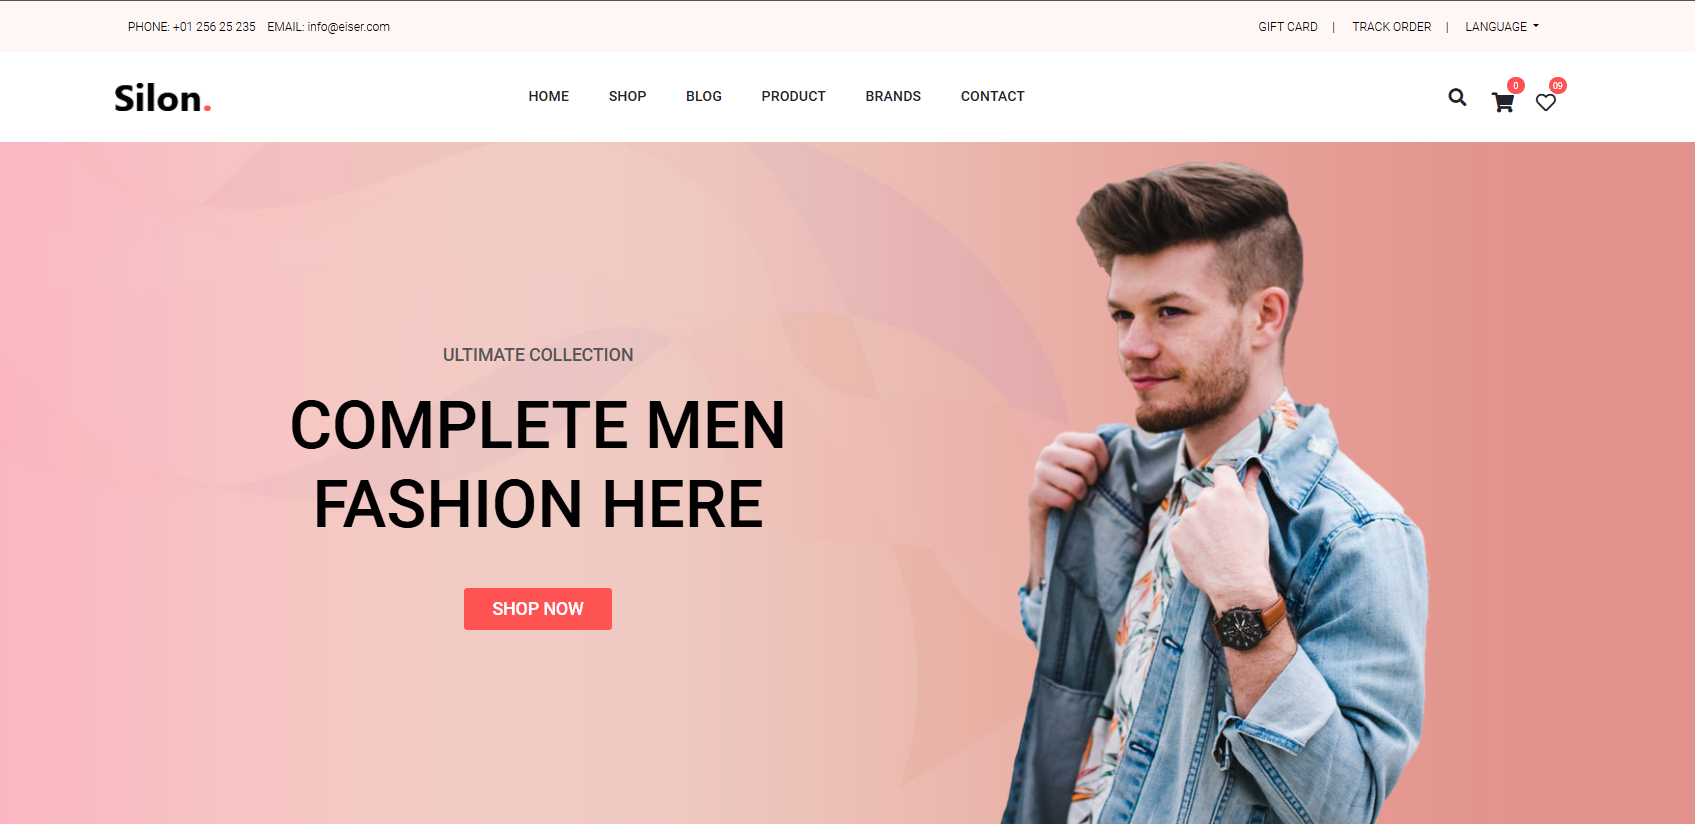 PHONE: +01 256 25 235 EMAIL: info@eiser.com
GIFT CARD | TRACK ORDER | LANGUAGE
Silon.
HOME SHOP BLOG PRODUCT BRANDS CONTACT
0 09
ULTIMATE COLLECTION
COMPLETE MEN
FASHION HERE
SHOP NOW